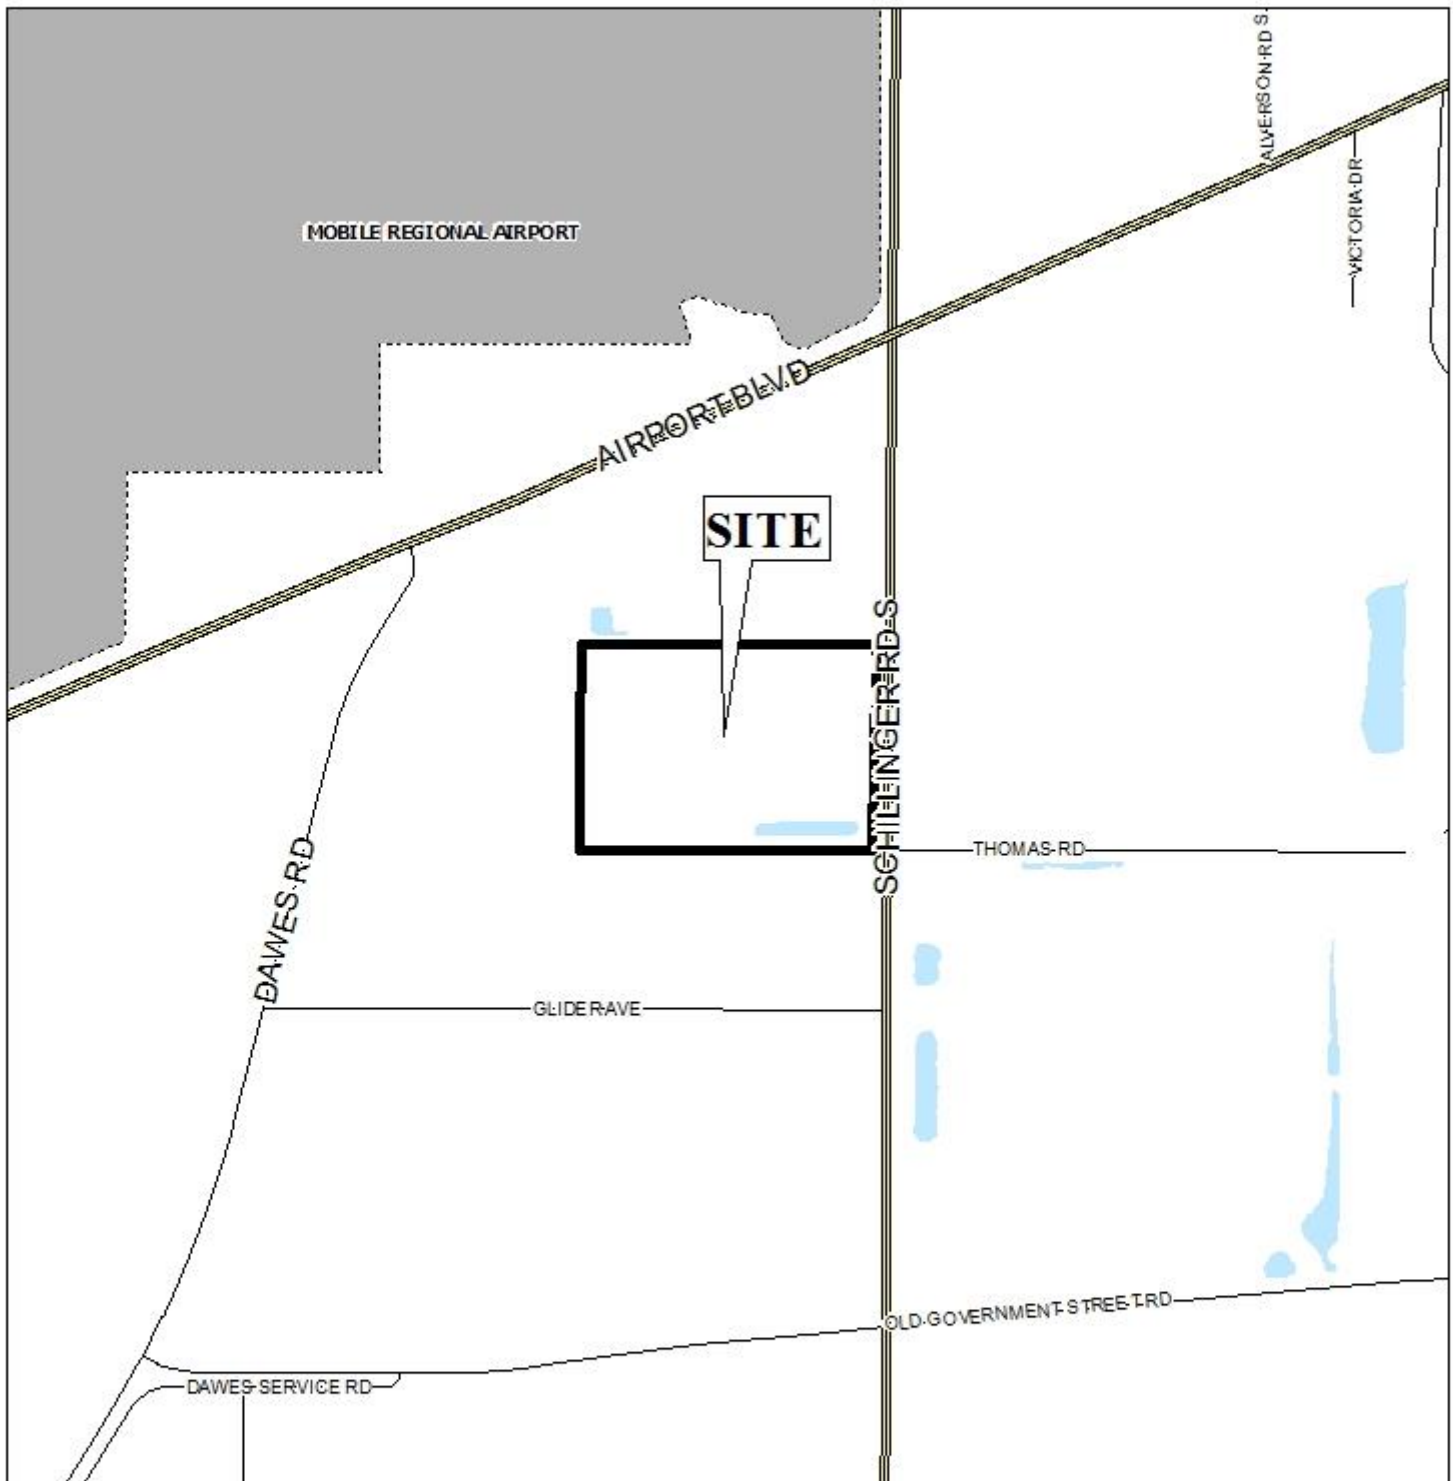 ALVERSON RD S
VICTORIA DR
MOBILE REGIONAL AIRPORT
AIRPORT BLVD
SITE
SCHILLINGER RD S
DAWES RD
THOMAS RD
GLIDER AVE
OLD GOVERNMENT STREET RD
DAWES SERVICE RD